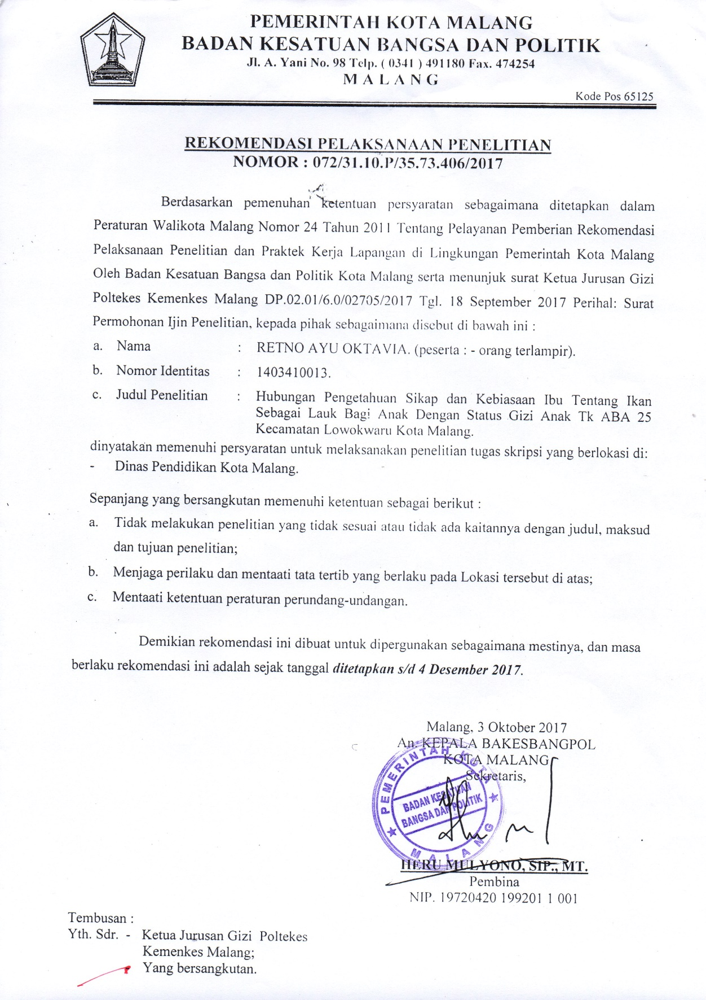 PEMERINTAH KOTA MALANG
BADAN KESATUAN BANGSA DAN POLITIK
Jl. A. Yani No. 98 Telp. ( 0341 ) 491180 Fax. 474254
M A L A N G
Kode Pos 65125
REKOMENDASI PELAKSANAAN PENELITIAN
NOMOR : 072/31.10.P/35.73.406/2017
Berdasarkan pemenuhan ketentuan persyaratan sebagaimana ditetapkan dalam
Peraturan Walikota Malang Nomor 24 Tahun 2011 Tentang Pelayanan Pemberian Rekomendasi
Pelaksanaan Penelitian dan Praktek Kerja Lapangan di Lingkungan Pemerintah Kota Malang
Oleh Badan Kesatuan Bangsa dan Politik Kota Malang serta menunjuk surat Ketua Jurusan Gizi
Poltekes Kemenkes Malang DP.02.01/6.0/02705/2017 Tgl. 18 September 2017 Perihal: Surat
Permohonan Ijin Penelitian, kepada pihak sebagaimana disebut di bawah ini :
a. Nama : RETNO AYU OKTAVIA. (peserta : - orang terlampir).
b. Nomor Identitas : 1403410013.
c. Judul Penelitian : Hubungan Pengetahuan Sikap dan Kebiasaan Ibu Tentang Ikan
Sebagai Lauk Bagi Anak Dengan Status Gizi Anak Tk ABA 25
Kecamatan Lowokwaru Kota Malang.
dinyatakan memenuhi persyaratan untuk melaksanakan penelitian tugas skripsi yang berlokasi di:
- Dinas Pendidikan Kota Malang.
Sepanjang yang bersangkutan memenuhi ketentuan sebagai berikut :
a. Tidak melakukan penelitian yang tidak sesuai atau tidak ada kaitannya dengan judul, maksud
dan tujuan penelitian;
b. Menjaga perilaku dan mentaati tata tertib yang berlaku pada Lokasi tersebut di atas;
c. Mentaati ketentuan peraturan perundang-undangan.
Demikian rekomendasi ini dibuat untuk dipergunakan sebagaimana mestinya, dan masa
berlaku rekomendasi ini adalah sejak tanggal ditetapkan s/d 4 Desember 2017.
Malang, 3 Oktober 2017
An. KEPALA BAKESBANGPOL
KOTA MALANG
Sekretaris,
PEMERINTAH KOTA
BADAN KESATUAN
BANGSA DAN POLITIK
MALANG
HERU MULYONO, SIP., MT.
Pembina
NIP. 19720420 199201 1 001
Tembusan :
Yth. Sdr. - Ketua Jurusan Gizi Poltekes
Kemenkes Malang;
- Yang bersangkutan.